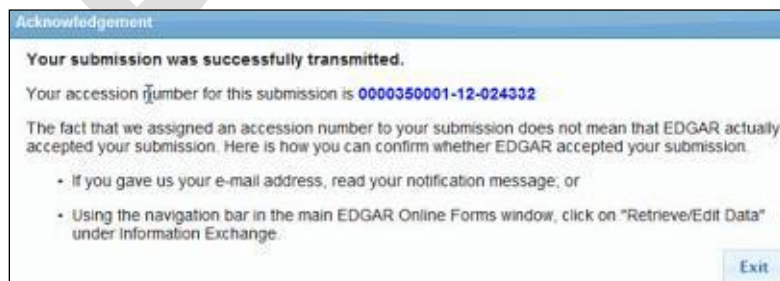 Acknowledgement
Your submission was successfully transmitted.
Your accession number for this submission is 0000350001-12-024332
The fact that we assigned an accession number to your submission does not mean that EDGAR actually
accepted your submission. Here is how you can confirm whether EDGAR accepted your submission.
• If you gave us your e-mail address, read your notification message; or
• Using the navigation bar in the main EDGAR Online Forms window, click on "Retrieve/Edit Data"
under Information Exchange.
Exit